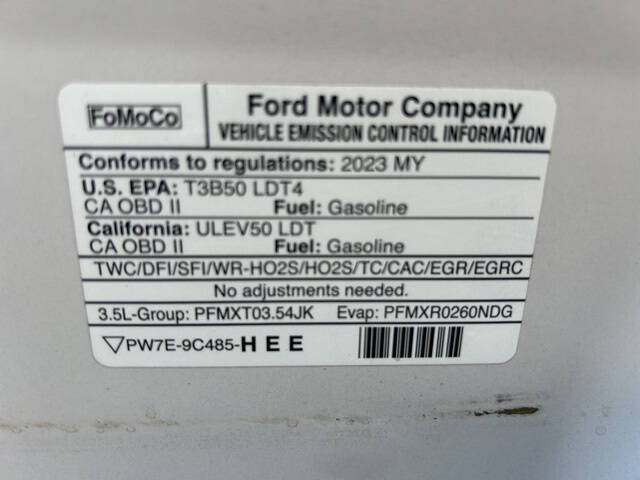 FoMoCo
Ford Motor Company
VEHICLE EMISSION CONTROL INFORMATION
Conforms to regulations: 2023 MY
U.S. EPA: T3B50 LDT4
CA OBD II Fuel: Gasoline
California: ULEV50 LDT
CA OBD II Fuel: Gasoline
TWC/DFI/SFI/WR-HO2S/HO2S/TC/CAC/EGR/EGRC
No adjustments needed.
3.5L-Group: PFMXT03.54JK Evap: PFMXR0260NDG
PW7E-9C485-HEE